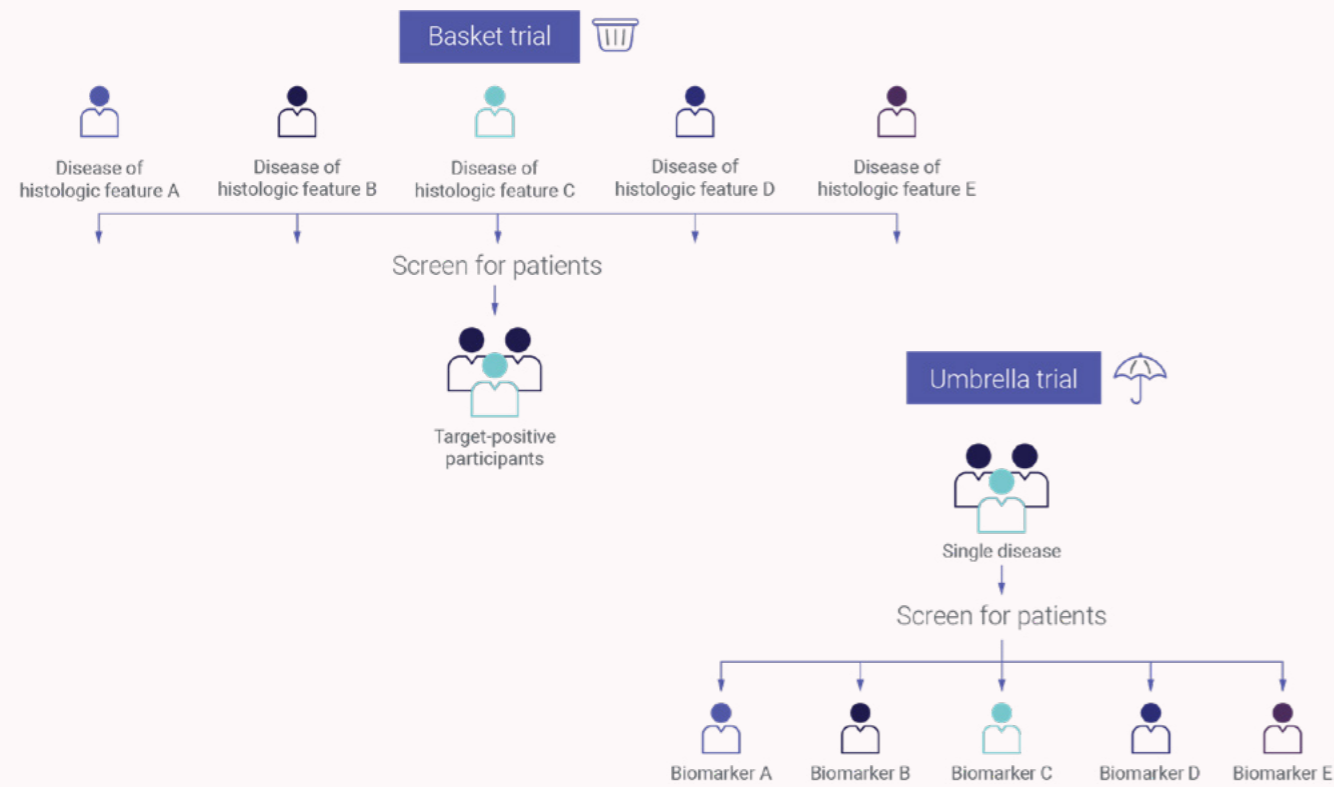 Basket trial
Disease of
histologic feature A
Disease of
histologic feature B
Disease of
histologic feature C
Disease of
histologic feature D
Disease of
histologic feature E
Screen for patients
Target-positive
participants
Umbrella trial
Single disease
Screen for patients
Biomarker A
Biomarker B
Biomarker C
Biomarker D
Biomarker E